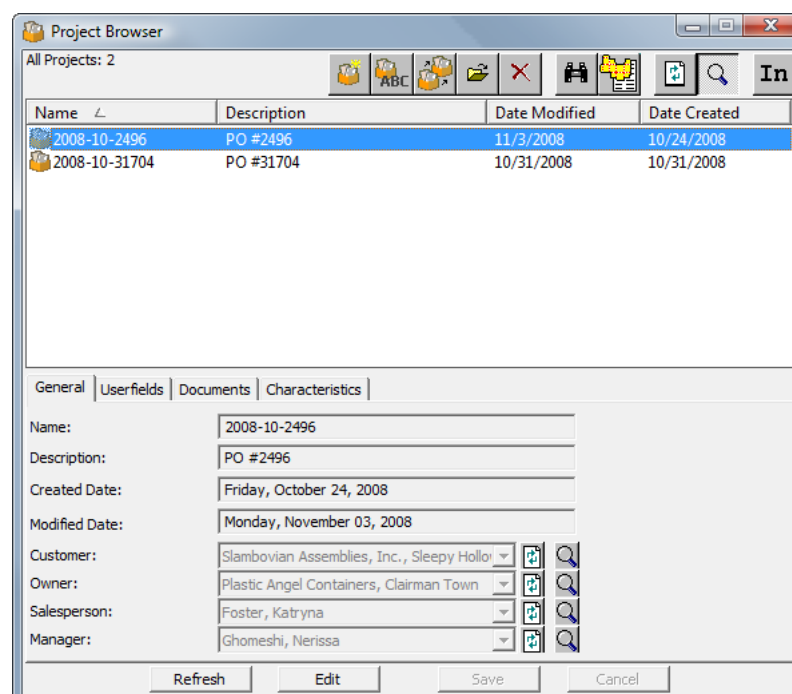 Project Browser
All Projects: 2
ABC
In
Name Description Date Modified Date Created
2008-10-2496 PO #2496 11/3/2008 10/24/2008
2008-10-31704 PO #31704 10/31/2008 10/31/2008
General Userfields Documents Characteristics
Name: 2008-10-2496
Description: PO #2496
Created Date: Friday, October 24, 2008
Modified Date: Monday, November 03, 2008
Customer: Slambovian Assemblies, Inc., Sleepy Hollo
Owner: Plastic Angel Containers, Clairman Town
Salesperson: Foster, Katryna
Manager: Ghomeshi, Nerissa
Refresh Edit Save Cancel